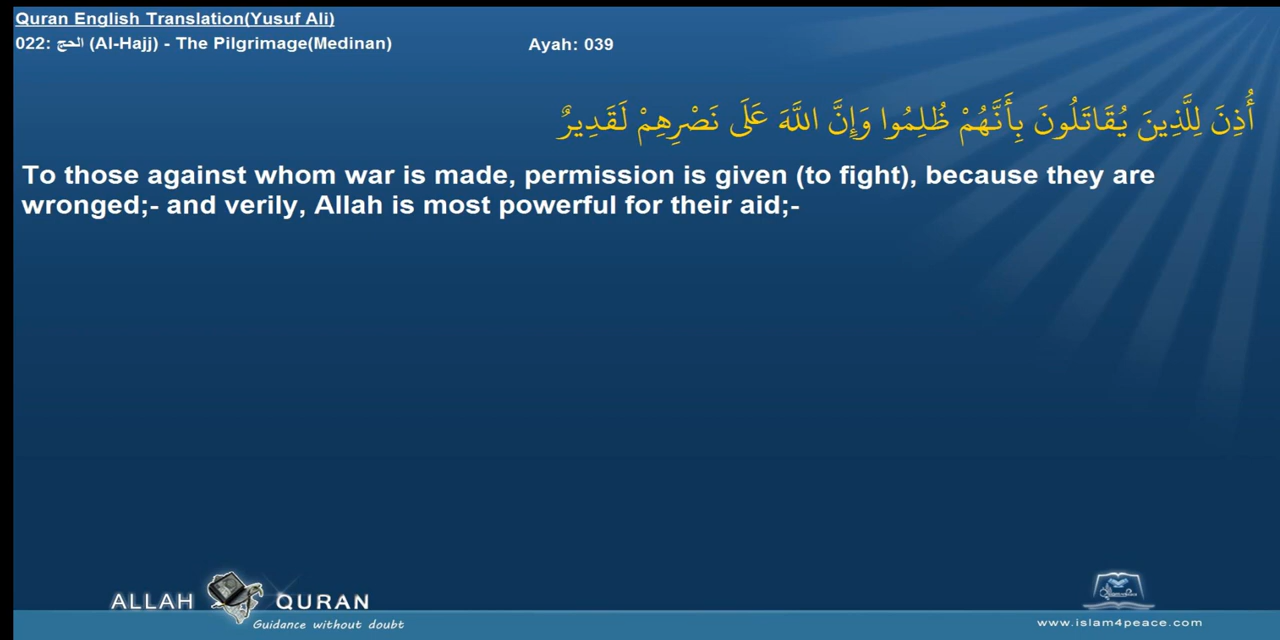 Quran English Translation(Yusuf Ali)
022: الحج (Al-Hajj) - The Pilgrimage(Medinan) Ayah: 039
أُذِنَ لِلَّذِينَ يُقَاتَلُونَ بِأَنَّهُمْ ظُلِمُوا وَإِنَّ اللَّهَ عَلَى نَصْرِهِمْ لَقَدِيرٌ
To those against whom war is made, permission is given (to fight), because they are
wronged;- and verily, Allah is most powerful for their aid;-
ALLAH QURAN
Guidance without doubt
www.islam4peace.com